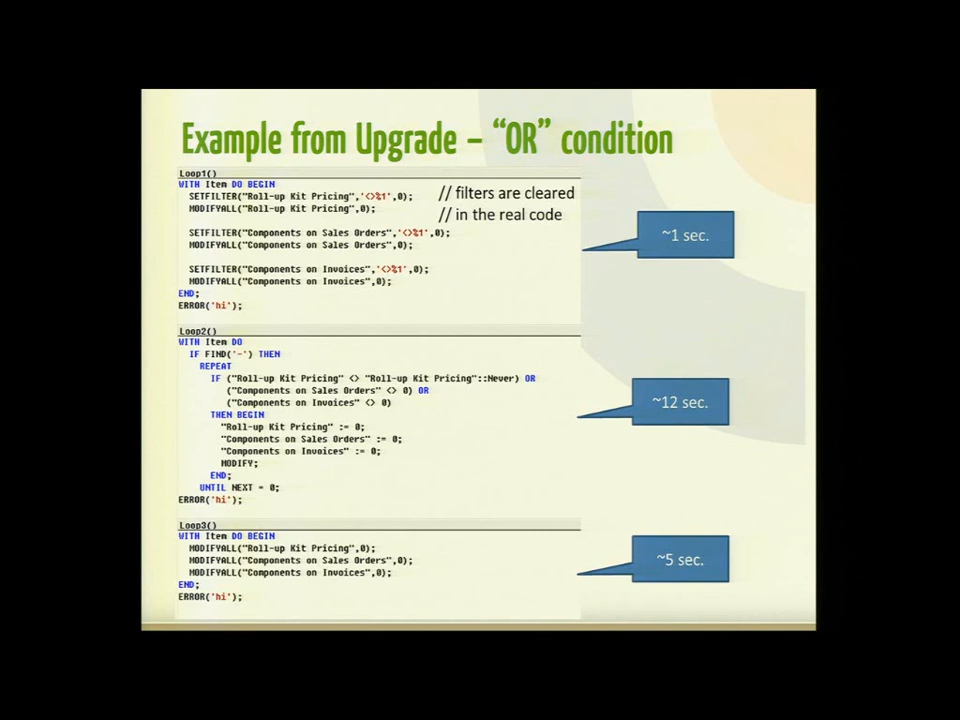 Example from Upgrade – “OR” condition
Loop1()
WITH Item DO BEGIN
SETFILTER("Roll-up Kit Pricing",'<>%1',0);
MODIFYALL("Roll-up Kit Pricing",0);
// filters are cleared
// in the real code
SETFILTER("Components on Sales Orders",'<>%1',0);
MODIFYALL("Components on Sales Orders",0);
SETFILTER("Components on Invoices",'<>%1',0);
MODIFYALL("Components on Invoices",0);
END;
ERROR('hi');
~1 sec.
Loop2()
WITH Item DO
IF FIND('-') THEN
REPEAT
IF ("Roll-up Kit Pricing" <> "Roll-up Kit Pricing"::Never) OR
("Components on Sales Orders" <> 0) OR
("Components on Invoices" <> 0)
THEN BEGIN
"Roll-up Kit Pricing" := 0;
"Components on Sales Orders" := 0;
"Components on Invoices" := 0;
MODIFY;
END;
UNTIL NEXT = 0;
ERROR('hi');
~12 sec.
Loop3()
WITH Item DO BEGIN
MODIFYALL("Roll-up Kit Pricing",0);
MODIFYALL("Components on Sales Orders",0);
MODIFYALL("Components on Invoices",0);
END;
ERROR('hi');
~5 sec.